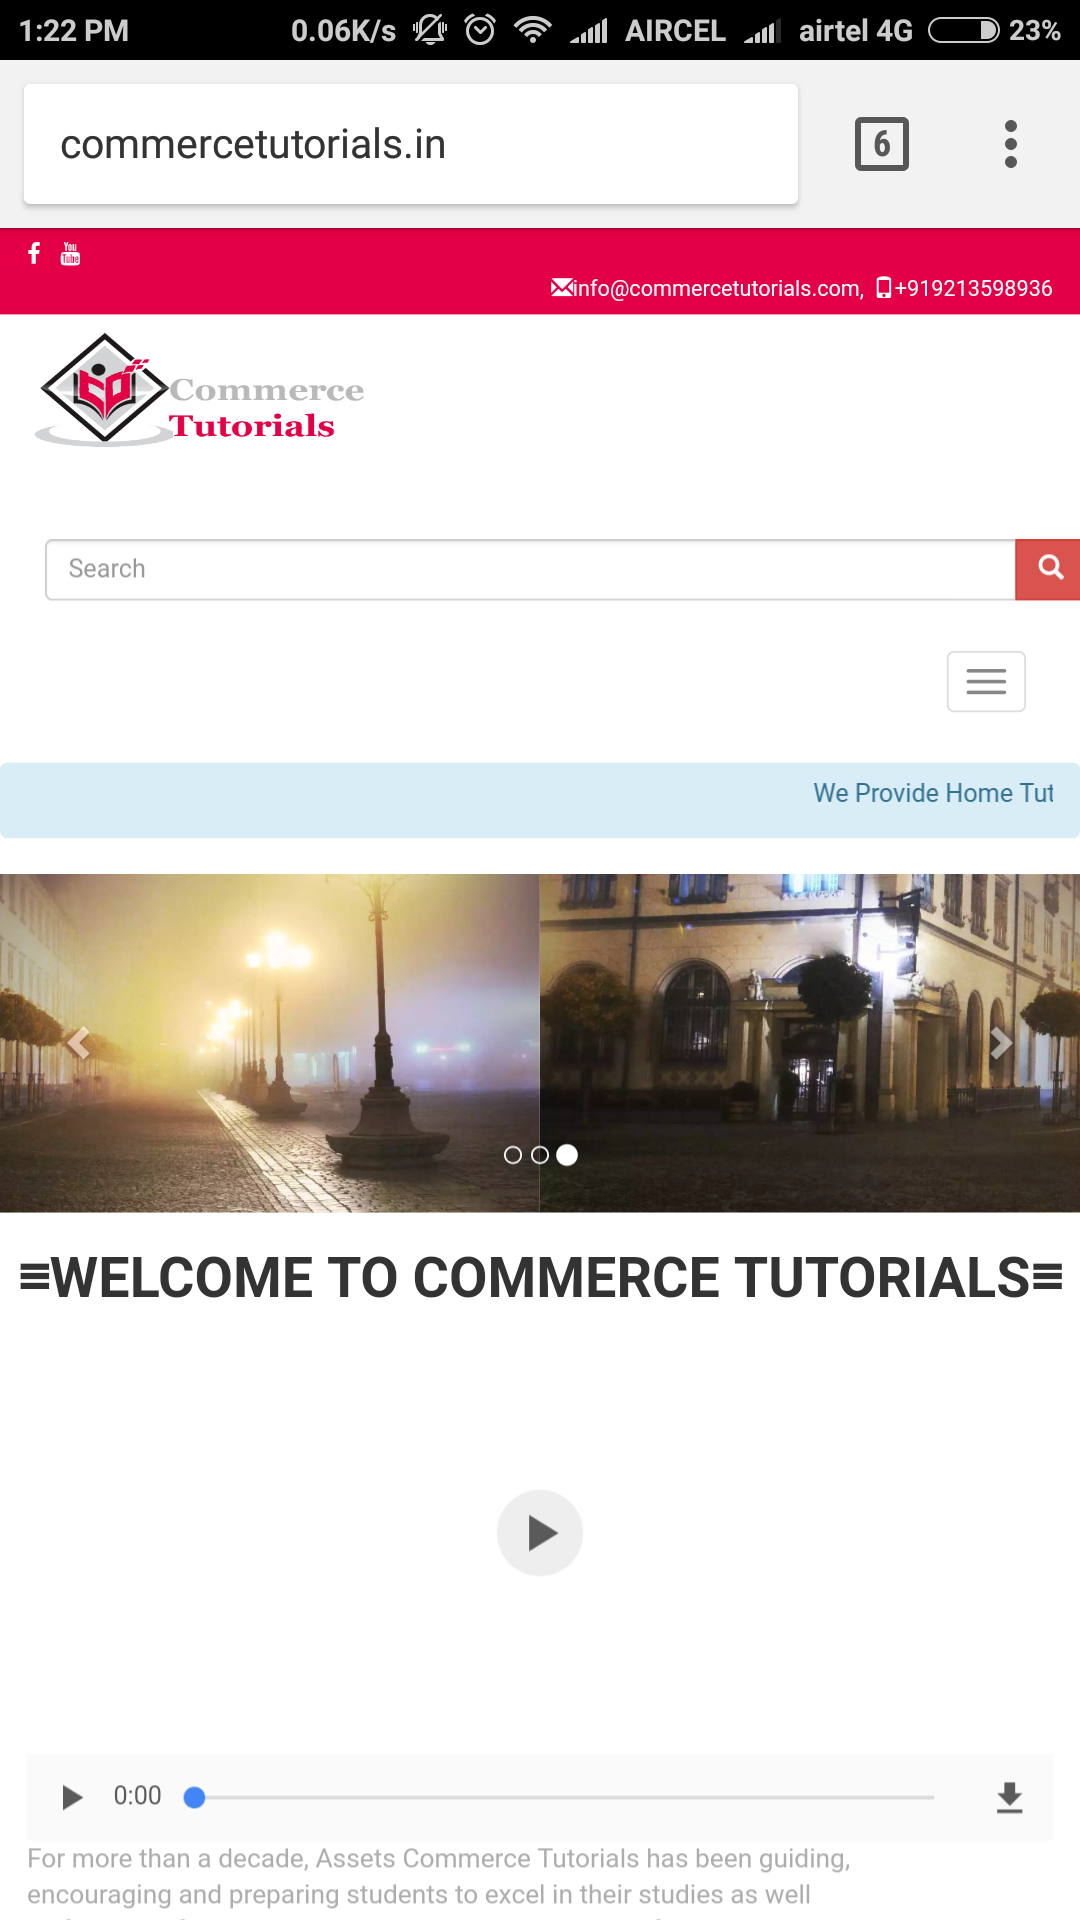 1:22 PM 0.06K/s AIRCEL airtel 4G 23%
commercetutorials.in 6
You
Tube
info@commercetutorials.com, +919213598936
Commerce
Tutorials
Search
We Provide Home Tut
≡WELCOME TO COMMERCE TUTORIALS≡
0:00
For more than a decade, Assets Commerce Tutorials has been guiding,
encouraging and preparing students to excel in their studies as well